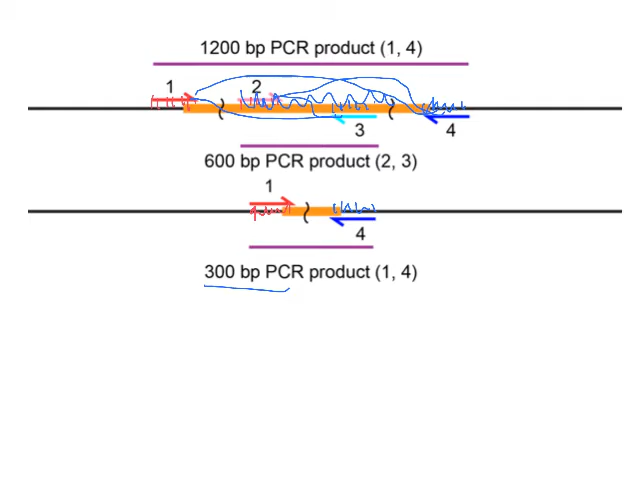 1200 bp PCR product (1, 4)
1 2
3 4
600 bp PCR product (2, 3)
1
4
300 bp PCR product (1, 4)